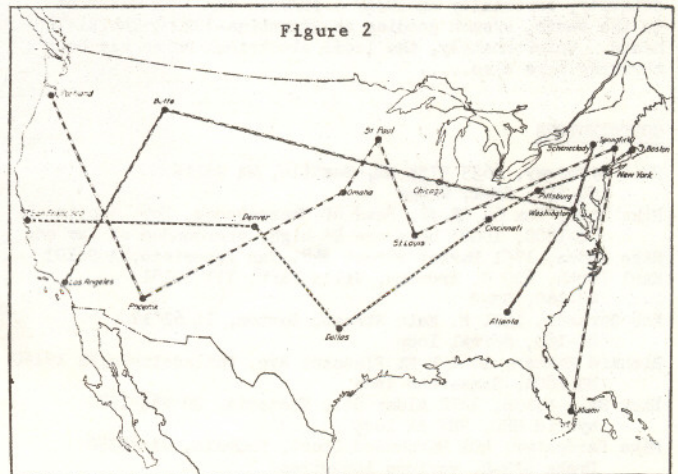 Figure 2
Portland
Butte
St. Paul
Schenectady
Springfield
Boston
Chicago
New York
Omaha
Pittsburg
Washington
San Francisco
Denver
St. Louis
Cincinnati
Los Angeles
Phoenix
Dallas
Atlanta
Miami